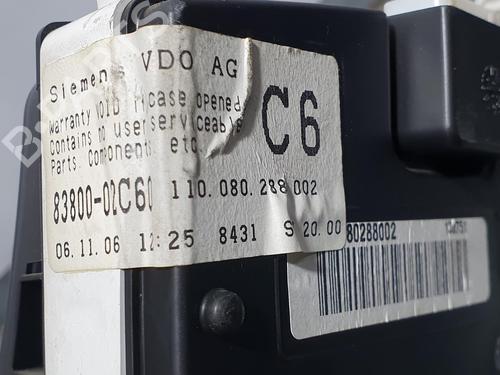 Siemens VDO AG
warranty void if case opened
Contains no user serviceable
Parts, Components, etc.
C6
83800-02C60 110.080.288.002
06.11.06 12:25 8431 S 20.00
80288002